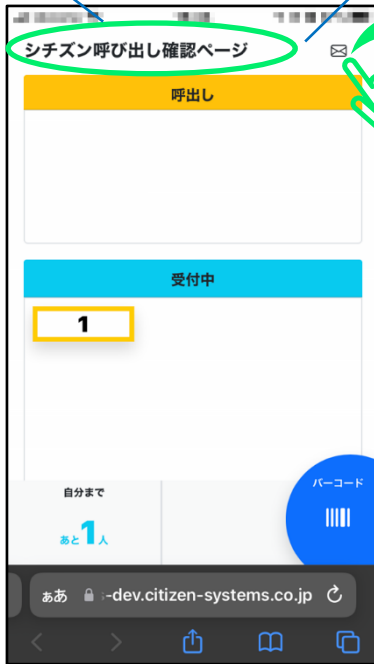 シチズン呼び出し確認ページ
呼出し
受付中
1
自分まで
あと1人
バーコード
ぁあ
-dev.citizen-systems.co.jp